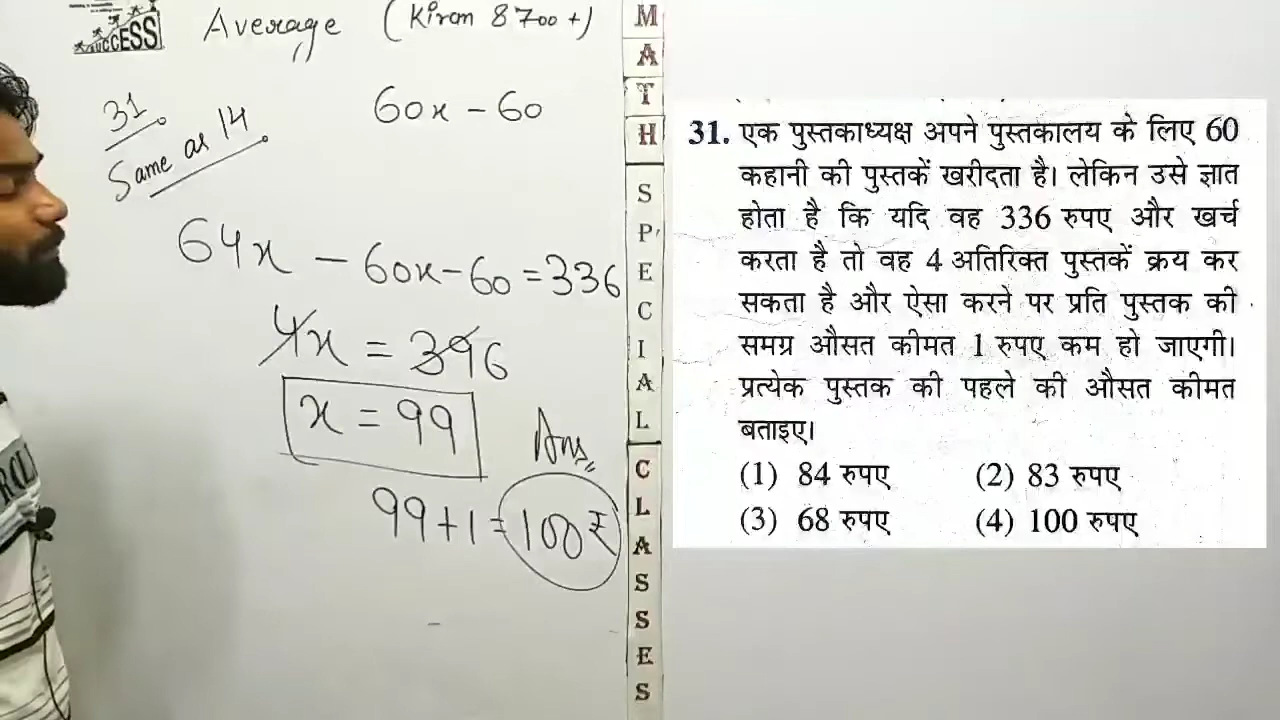 SUCCESS
Average (Kiran 8700+)
31
Same as 14
60x - 60
64x - 60x - 60 = 336
4x = 396
x = 99
Ans
99 + 1 = 100 ₹
MATH
SPECIAL
CLASSES
31. एक पुस्तकाध्यक्ष अपने पुस्तकालय के लिए 60
कहानी की पुस्तकें खरीदता है। लेकिन उसे ज्ञात
होता है कि यदि वह 336 रुपए और खर्च
करता है तो वह 4 अतिरिक्त पुस्तकें क्रय कर
सकता है और ऐसा करने पर प्रति पुस्तक की
समग्र औसत कीमत 1 रुपए कम हो जाएगी।
प्रत्येक पुस्तक की पहले की औसत कीमत
बताइए।
(1) 84 रुपए (2) 83 रुपए
(3) 68 रुपए (4) 100 रुपए